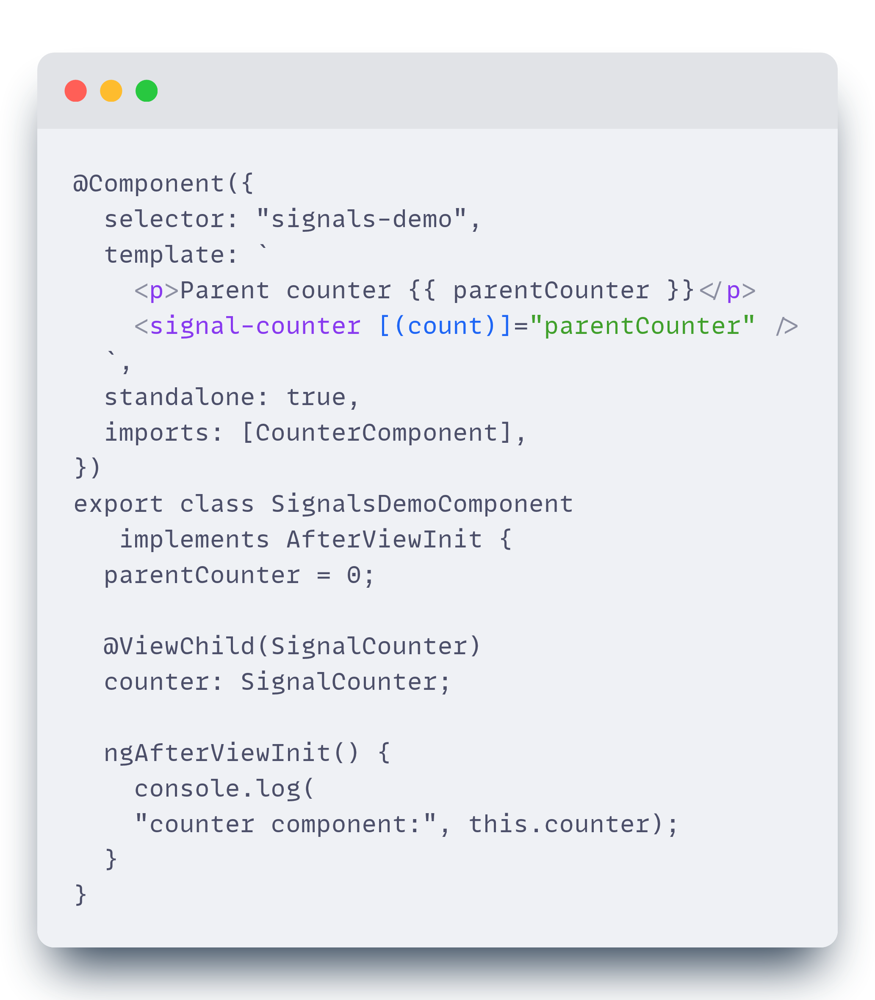 @Component({
  selector: "signals-demo",
  template: `
    <p>Parent counter {{ parentCounter }}</p>
    <signal-counter [(count)]="parentCounter" />
  `,
  standalone: true,
  imports: [CounterComponent],
})
export class SignalsDemoComponent
   implements AfterViewInit {
  parentCounter = 0;

  @ViewChild(SignalCounter)
  counter: SignalCounter;

  ngAfterViewInit() {
    console.log(
    "counter component:", this.counter);
  }
}